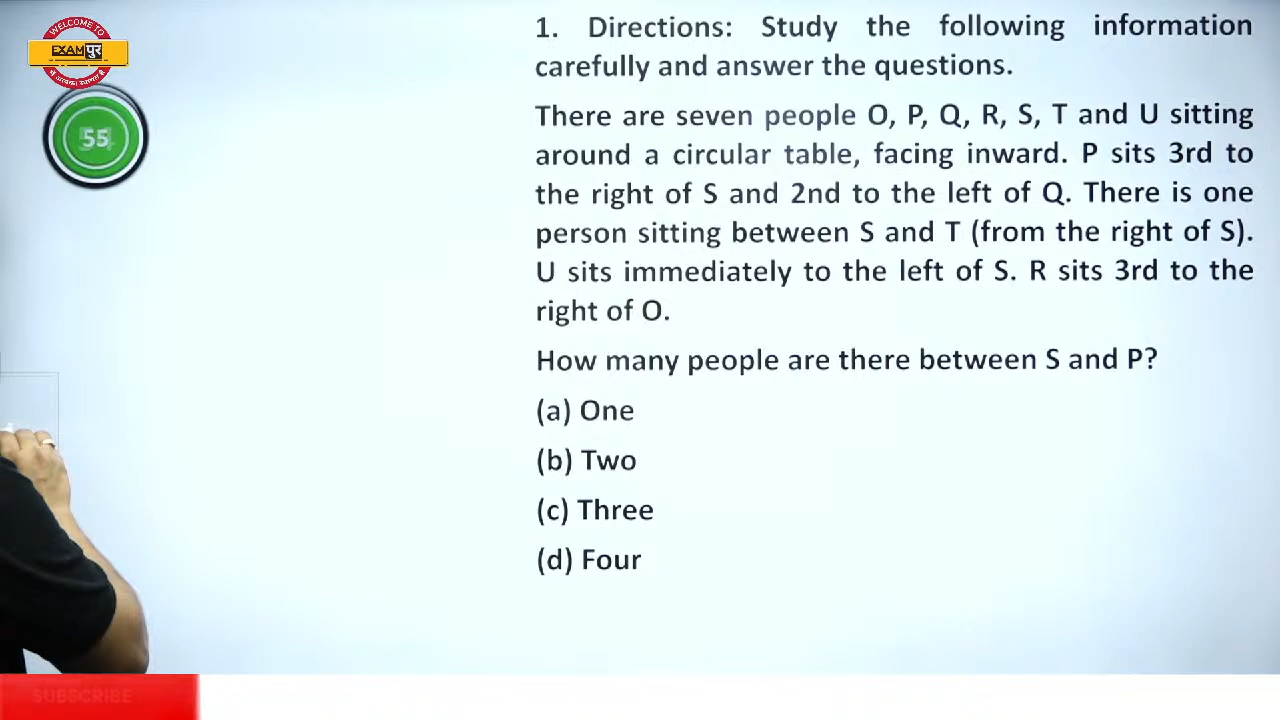 WELCOME TO
EXAMपुर
55
1. Directions: Study the following information
carefully and answer the questions.
There are seven people O, P, Q, R, S, T and U sitting
around a circular table, facing inward. P sits 3rd to
the right of S and 2nd to the left of Q. There is one
person sitting between S and T (from the right of S).
U sits immediately to the left of S. R sits 3rd to the
right of O.
How many people are there between S and P?
(a) One
(b) Two
(c) Three
(d) Four
SUBSCRIBE